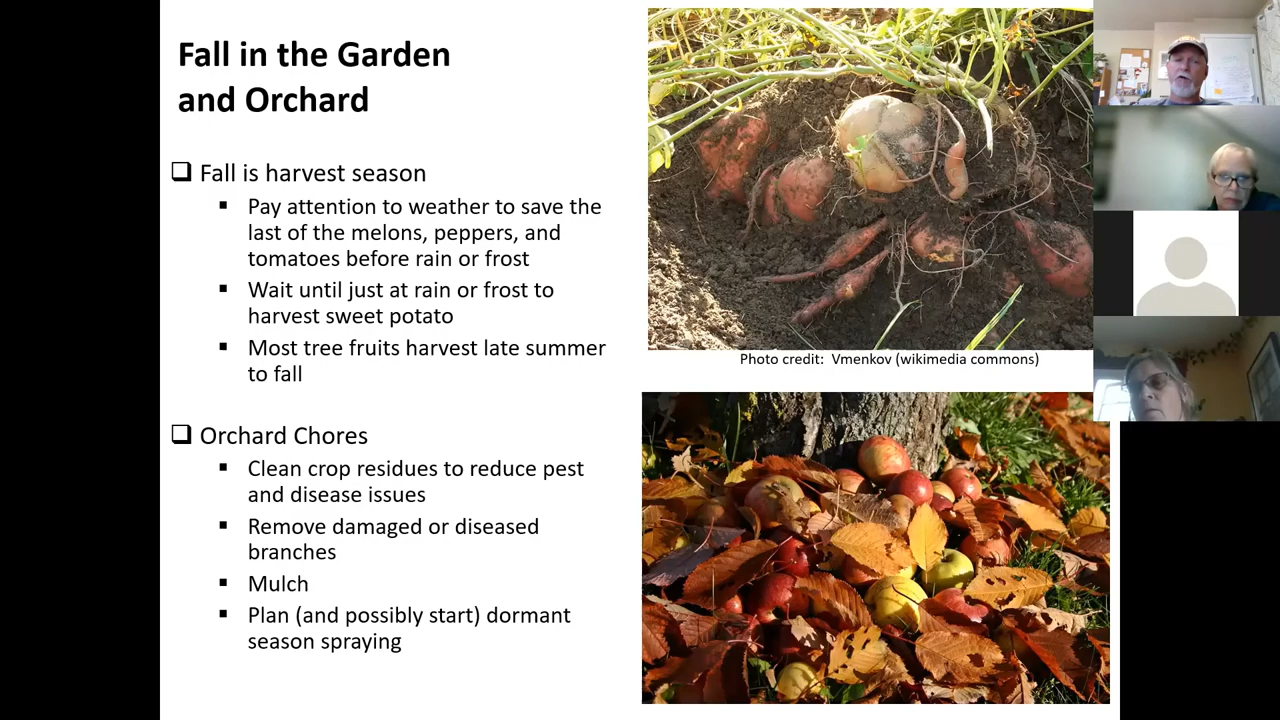 Fall in the Garden
and Orchard
❑ Fall is harvest season
▪ Pay attention to weather to save the
last of the melons, peppers, and
tomatoes before rain or frost
▪ Wait until just at rain or frost to
harvest sweet potato
▪ Most tree fruits harvest late summer
to fall
❑ Orchard Chores
▪ Clean crop residues to reduce pest
and disease issues
▪ Remove damaged or diseased
branches
▪ Mulch
▪ Plan (and possibly start) dormant
season spraying
Photo credit: Vmenkov (wikimedia commons)